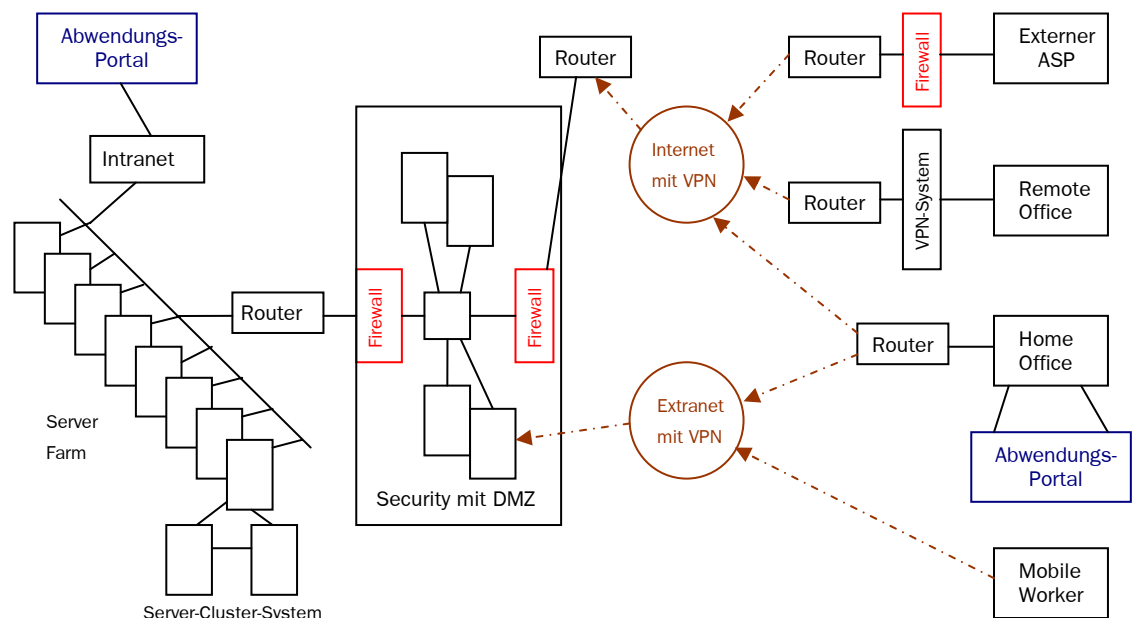 Abwendungs-
Portal
Intranet
Server
Farm
Server-Cluster-System
Router
Firewall
Firewall
Security mit DMZ
Router
Internet
mit VPN
Extranet
mit VPN
Router
Firewall
Externer
ASP
Router
VPN-System
Remote
Office
Router
Home
Office
Abwendungs-
Portal
Mobile
Worker